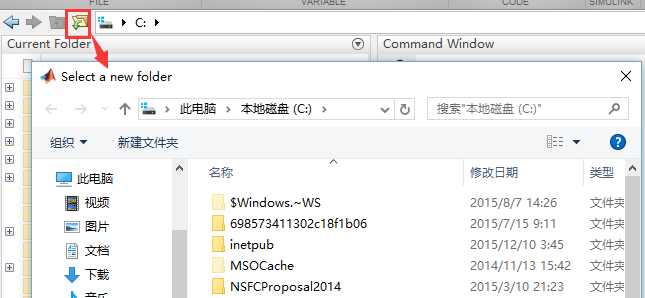 FILE VARIABLE CODE SIMULINK
C:
Current Folder Command Window
Select a new folder
此电脑 本地磁盘 (C:) 搜索"本地磁盘 (C:)"
组织 新建文件夹
此电脑 名称 修改日期 类型
视频 $Windows.~WS 2015/8/7 14:26 文件夹
图片 698573411302c18f1b06 2015/7/15 9:11 文件夹
文档 inetpub 2015/12/10 3:45 文件夹
下载 MSOCache 2014/11/13 15:42 文件夹
音乐 NSFCProposal2014 2015/3/10 21:23 文件夹